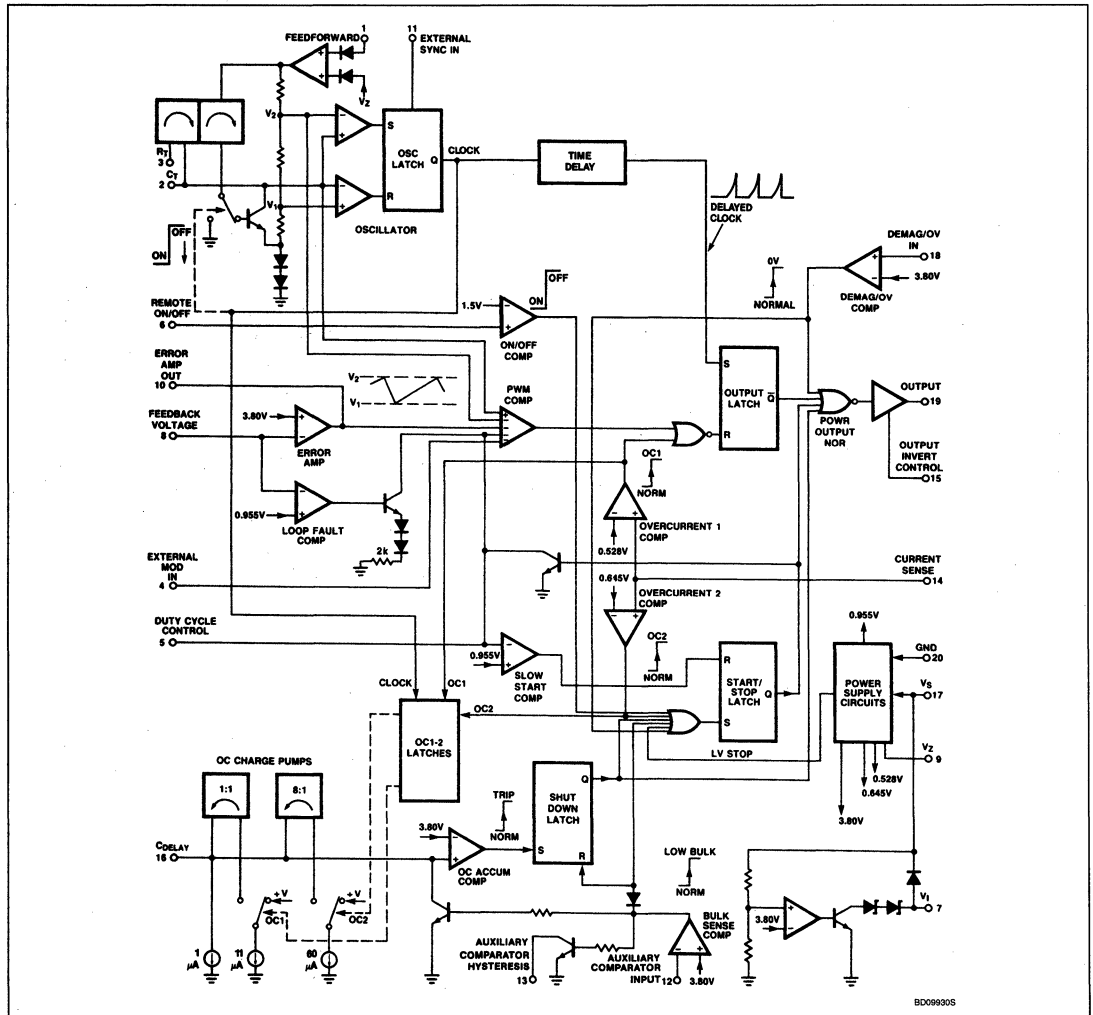 FEEDFORWARD
1
11
EXTERNAL
SYNC IN
VZ
V2
S
OSC
LATCH
Q
R
CLOCK
TIME
DELAY
RT
3
2 CT
V1
OSCILLATOR
DELAYED
CLOCK
OFF
ON
DEMAG/OV
IN
18
0V
NORMAL
3.80V
DEMAG/OV
COMP
REMOTE
ON/OFF
6
1.5V
ON
OFF
ON/OFF
COMP
ERROR
AMP
OUT
10
V2
V1
PWM
COMP
S
OUTPUT
LATCH
Q
R
POWR
OUTPUT
NOR
OUTPUT
19
OUTPUT
INVERT
CONTROL
15
FEEDBACK
VOLTAGE
8
3.80V
ERROR
AMP
OC1
NORM
0.955V
LOOP FAULT
COMP
OVERCURRENT 1
COMP
0.528V
2k
EXTERNAL
MOD
IN
4
0.645V
OVERCURRENT 2
COMP
CURRENT
SENSE
14
DUTY CYCLE
CONTROL
5
0.955V
SLOW
START
COMP
OC2
NORM
R
START/
STOP
LATCH
Q
S
0.955V
POWER
SUPPLY
CIRCUITS
GND
20
VS
17
VZ
9
CLOCK
OC1
OC2
OC1-2
LATCHES
LV STOP
0.528V
0.645V
3.80V
OC CHARGE PUMPS
1:1
8:1
TRIP
NORM
Q
SHUT
DOWN
LATCH
S
R
3.80V
CDELAY
16
OC ACCUM
COMP
LOW BULK
NORM
+V
OC1
+V
OC2
BULK
SENSE
COMP
3.80V
VI
7
1
µA
11
µA
60
µA
AUXILIARY
COMPARATOR
HYSTERESIS
13
AUXILIARY
COMPARATOR
INPUT 12
3.80V
BD09930S